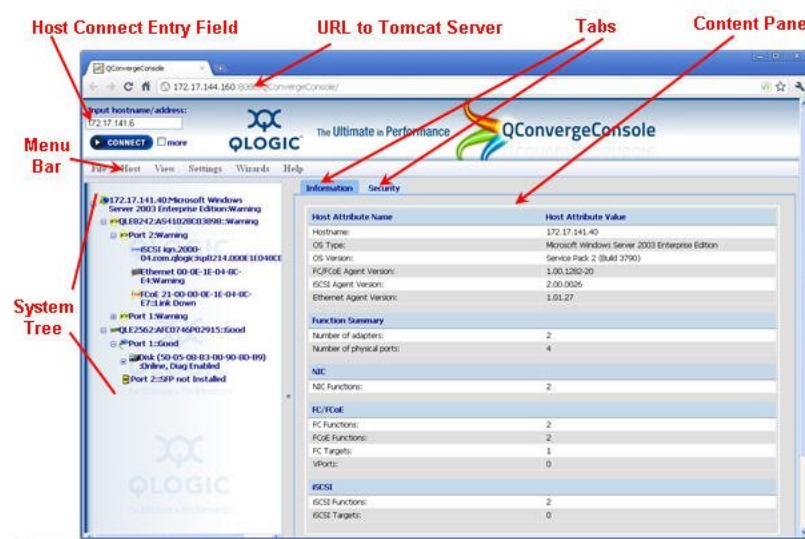 Host Connect Entry Field
URL to Tomcat Server
Tabs
Content Pane
QConvergeConsole
172.17.144.160:8080/QConvergeConsole/
Input hostname/address:
172.17.141.6
CONNECT
more
QLOGIC
The Ultimate in Performance
QConvergeConsole
Menu
Bar
File Host View Settings Wizards Help
Information Security
172.17.141.40:Microsoft Windows
Server 2003 Enterprise Edition:Warning
Port 2:Warning
iSCSI iqn.2000-
Ethernet 00-0E-1E-04-0C-
E4:Warning
FCoE 21-00-00-0E-1E-04-0C-
E7::Link Down
Port 1:Warning
QLE2562:AFC0746P02915::Good
Port 1::Good
:Online, Diag Enabled
Port 2::SFP not Installed
System
Tree
QLOGIC
Host Attribute Name Host Attribute Value
Hostname: 172.17.141.40
OS Type: Microsoft Windows Server 2003 Enterprise Edition
OS Version: Service Pack 2 (Build 3790)
FC/FCoE Agent Version: 1.00.1282-20
iSCSI Agent Version: 2.00.0026
Ethernet Agent Version: 1.01.27
Function Summary
Number of adapters: 2
Number of physical ports: 4
NIC
NIC Functions: 2
FC/FCoE
FC Functions: 2
FCoE Functions: 2
FC Targets: 1
VPorts: 0
iSCSI
iSCSI Functions: 2
iSCSI Targets: 0